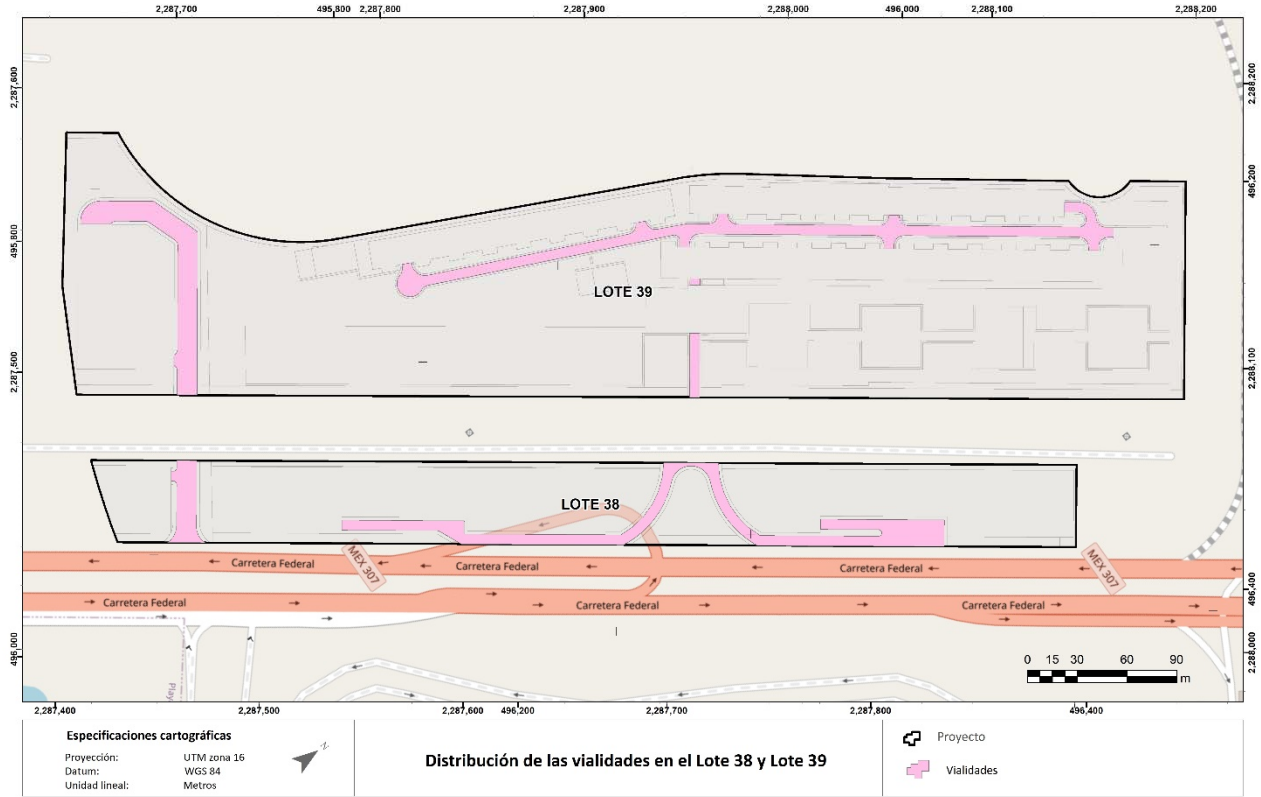 2,287,700 495,800 2,287,800 2,287,900 2,288,000 496,000 2,288,100 2,288,200
2,287,600
2,288,200
496,200
495,800
LOTE 39
2,287,500
2,288,100
LOTE 38
MEX 307
MEX 307
Carretera Federal Carretera Federal Carretera Federal
496,400
Carretera Federal Carretera Federal Carretera Federal
496,000
2,288,000
Play
0 15 30 60 90
m
2,287,400 2,287,500 2,287,600 496,200 2,287,700 2,287,800 496,400
Especificaciones cartográficas
Proyección: UTM zona 16
Datum: WGS 84
Unidad lineal: Metros
N
Distribución de las vialidades en el Lote 38 y Lote 39
Proyecto
Vialidades